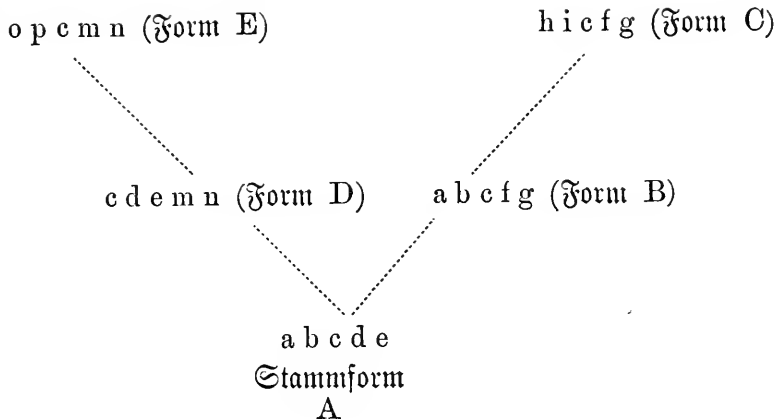 o p c m n (Form E) h i c f g (Form C)
c d e m n (Form D) a b c f g (Form B)
a b c d e
Stammform
A